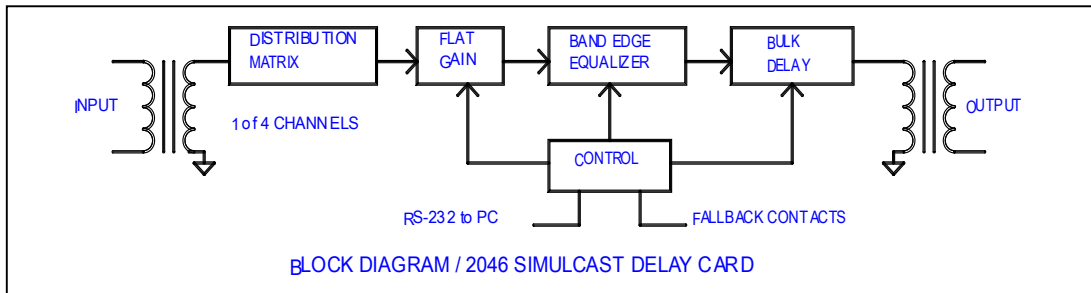 DISTRIBUTION
MATRIX
FLAT
GAIN
BAND EDGE
EQUALIZER
BULK
DELAY
INPUT
OUTPUT
1 of 4 CHANNELS
CONTROL
RS-232 to PC
FALLBACK CONTACTS
BLOCK DIAGRAM / 2046 SIMULCAST DELAY CARD